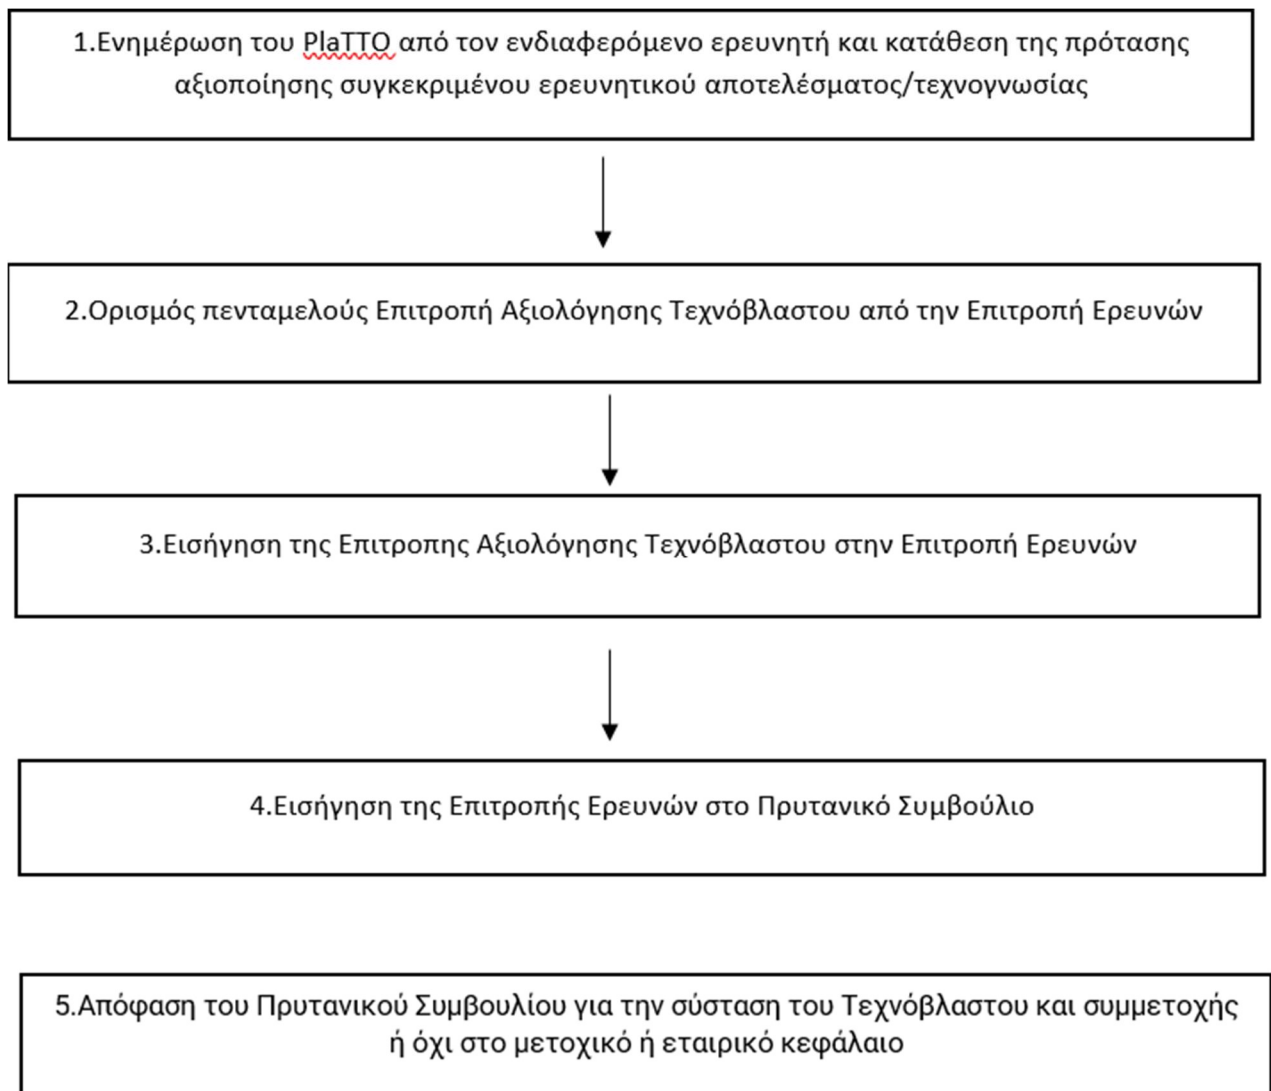 1.Ενημέρωση του PlaTTO από τον ενδιαφερόμενο ερευνητή και κατάθεση της πρότασης
αξιοποίησης συγκεκριμένου ερευνητικού αποτελέσματος/τεχνογνωσίας
2.Ορισμός πενταμελούς Επιτροπή Αξιολόγησης Τεχνόβλαστου από την Επιτροπή Ερευνών
3.Εισήγηση της Επιτροπης Αξιολόγησης Τεχνόβλαστου στην Επιτροπή Ερευνών
4.Εισήγηση της Επιτροπής Ερευνών στο Πρυτανικό Συμβούλιο
5.Απόφαση του Πρυτανικού Συμβουλίου για την σύσταση του Τεχνόβλαστου και συμμετοχής
ή όχι στο μετοχικό ή εταιρικό κεφάλαιο